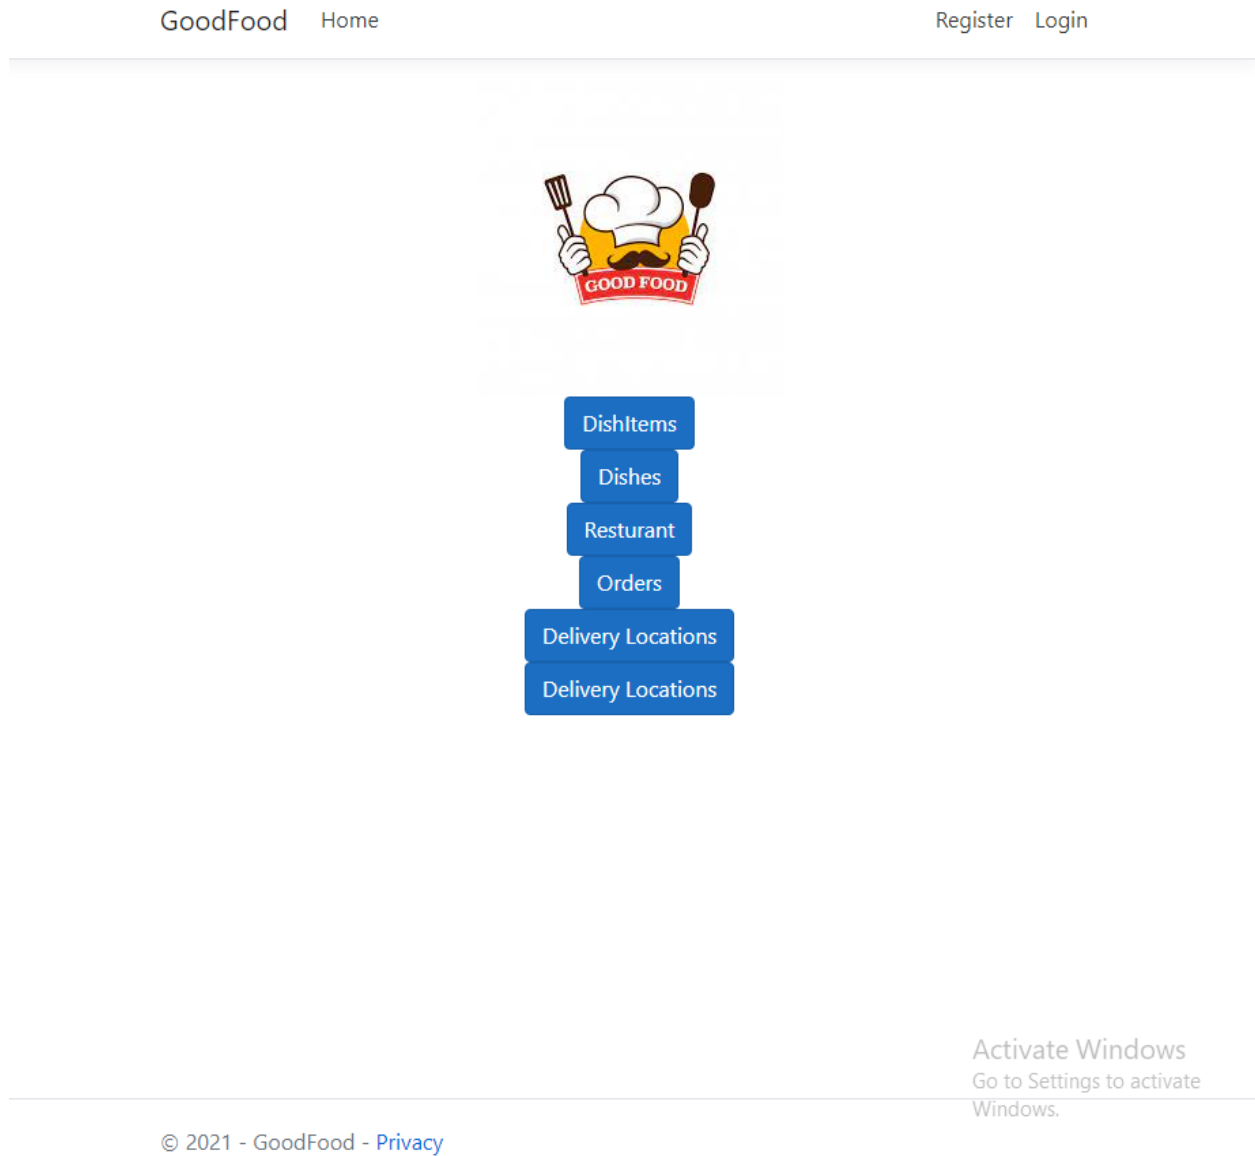 GoodFood Home Register Login
GOOD FOOD
DishItems
Dishes
Resturant
Orders
Delivery Locations
Delivery Locations
Activate Windows
Go to Settings to activate
Windows.
© 2021 - GoodFood - Privacy